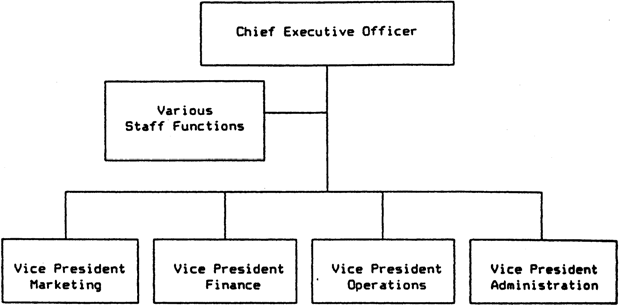 Chief Executive Officer
Various
Staff Functions
Vice President
Marketing
Vice President
Finance
Vice President
Operations
Vice President
Administration